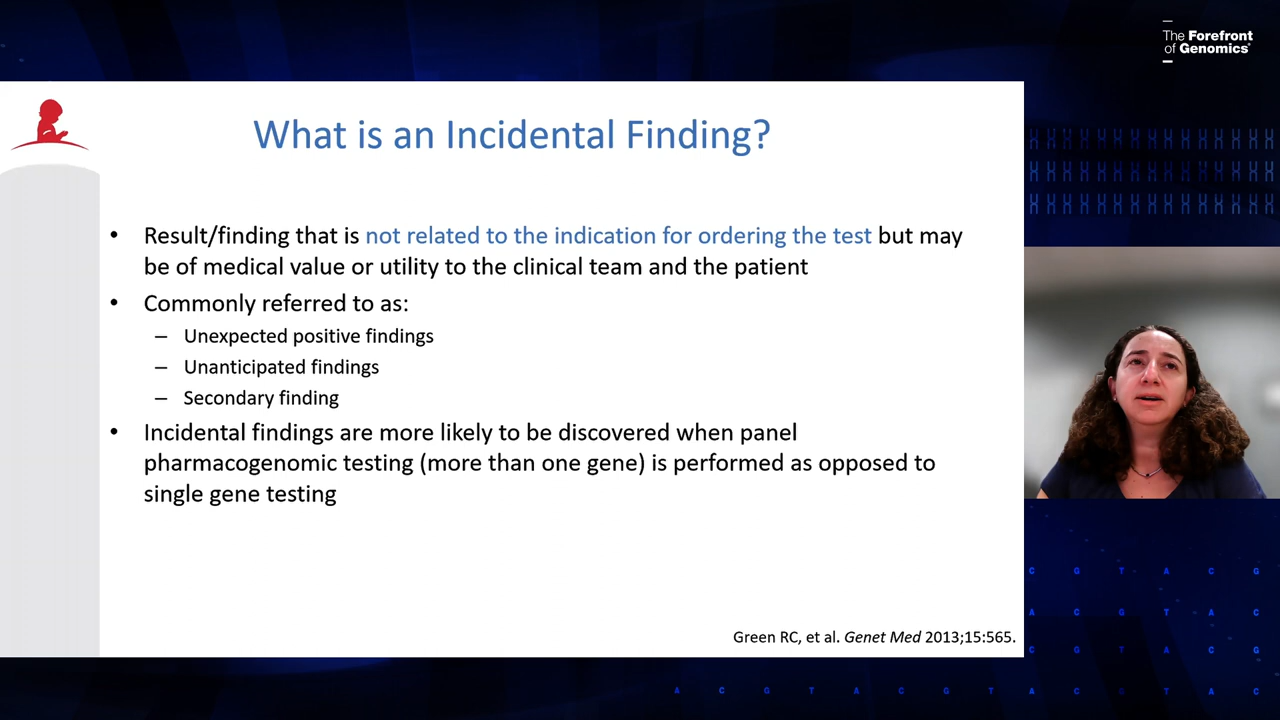 The Forefront
of Genomics®
What is an Incidental Finding?
• Result/finding that is not related to the indication for ordering the test but may
be of medical value or utility to the clinical team and the patient
• Commonly referred to as:
– Unexpected positive findings
– Unanticipated findings
– Secondary finding
• Incidental findings are more likely to be discovered when panel
pharmacogenomic testing (more than one gene) is performed as opposed to
single gene testing
Green RC, et al. Genet Med 2013;15:565.
C G T A C G
A C G T A C
C G T A C G
A C G T A C G T A C G T A C